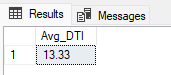 Results Messages
Avg_DTI
1 13.33